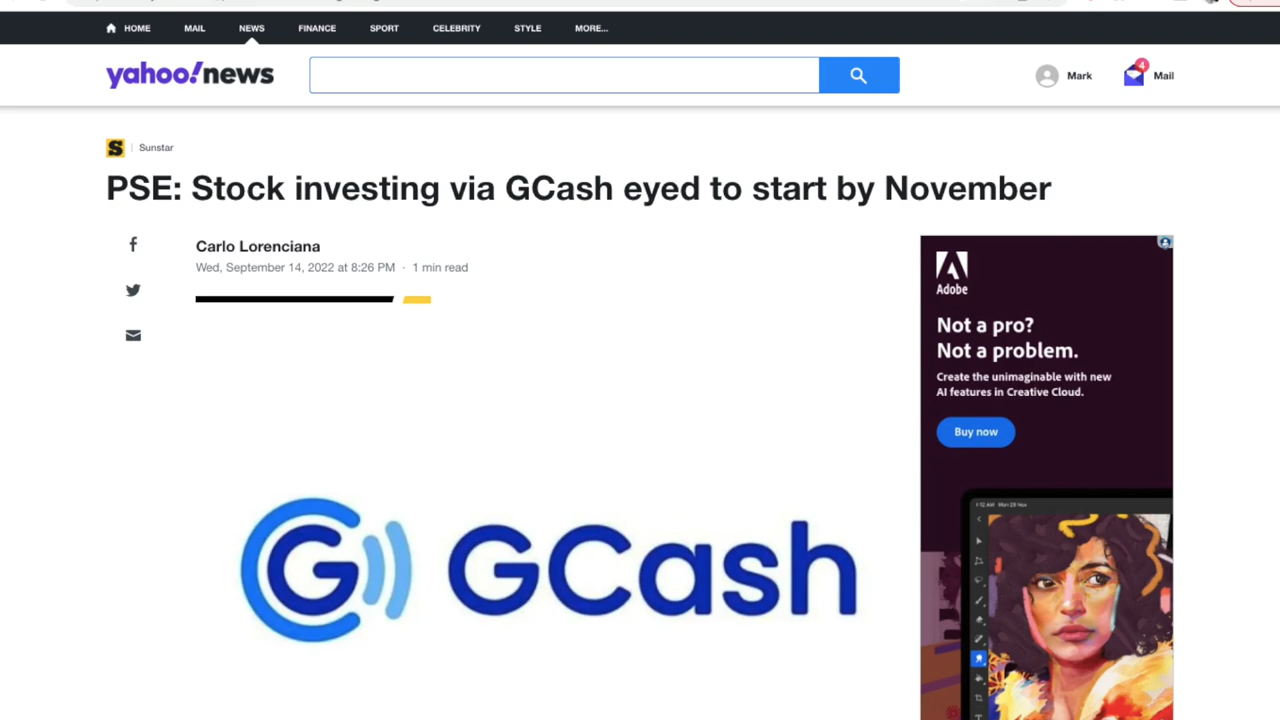 HOME MAIL NEWS FINANCE SPORT CELEBRITY STYLE MORE...
yahoo!news
Mark
4
Mail
S
Sunstar
PSE: Stock investing via GCash eyed to start by November
Carlo Lorenciana
Wed, September 14, 2022 at 8:26 PM · 1 min read
G GCash
Adobe
Not a pro?
Not a problem.
Create the unimaginable with new
AI features in Creative Cloud.
Buy now